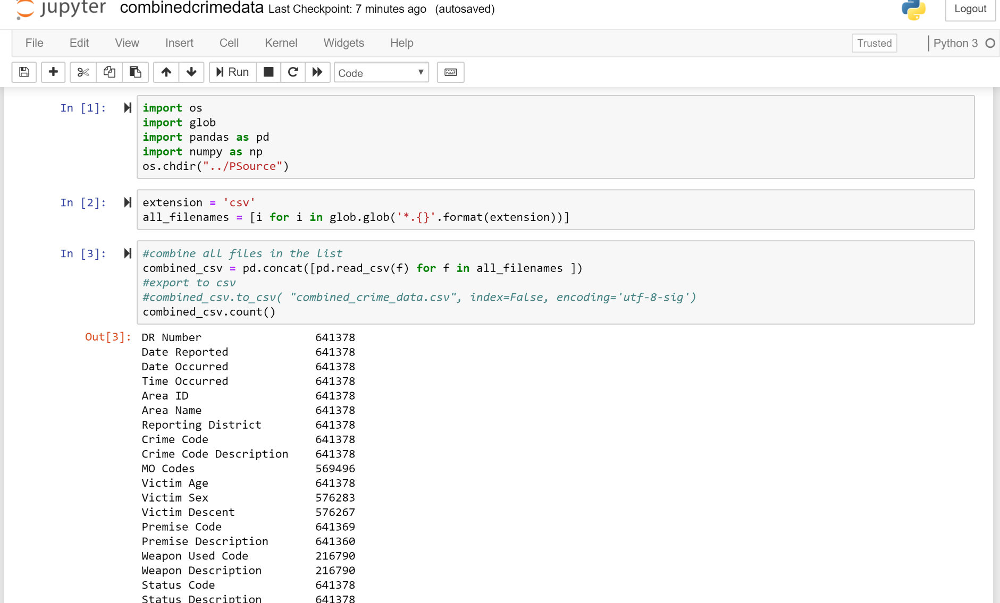 jupyter combinedcrimedata Last Checkpoint: 7 minutes ago (autosaved)
Logout
File Edit View Insert Cell Kernel Widgets Help Trusted Python 3
Run Code
In [1]: import os
import glob
import pandas as pd
import numpy as np
os.chdir("../PSource")
In [2]: extension = 'csv'
all_filenames = [i for i in glob.glob('*.{}'.format(extension))]
In [3]: #combine all files in the list
combined_csv = pd.concat([pd.read_csv(f) for f in all_filenames ])
#export to csv
#combined_csv.to_csv( "combined_crime_data.csv", index=False, encoding='utf-8-sig')
combined_csv.count()
Out[3]: DR Number 641378
Date Reported 641378
Date Occurred 641378
Time Occurred 641378
Area ID 641378
Area Name 641378
Reporting District 641378
Crime Code 641378
Crime Code Description 641378
MO Codes 569496
Victim Age 641378
Victim Sex 576283
Victim Descent 576267
Premise Code 641369
Premise Description 641360
Weapon Used Code 216790
Weapon Description 216790
Status Code 641378
Status Description 641378